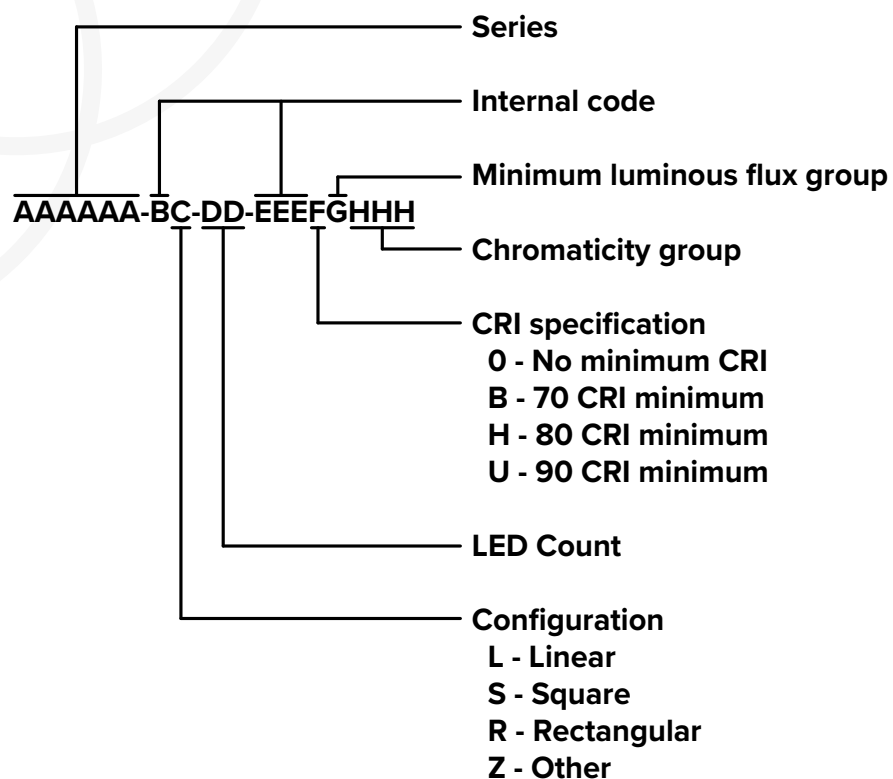 Series
Internal code
Minimum luminous flux group
AAAAAA-BC-DD-EEEFGHHH
Chromaticity group
CRI specification
0 - No minimum CRI
B - 70 CRI minimum
H - 80 CRI minimum
U - 90 CRI minimum
LED Count
Configuration
L - Linear
S - Square
R - Rectangular
Z - Other